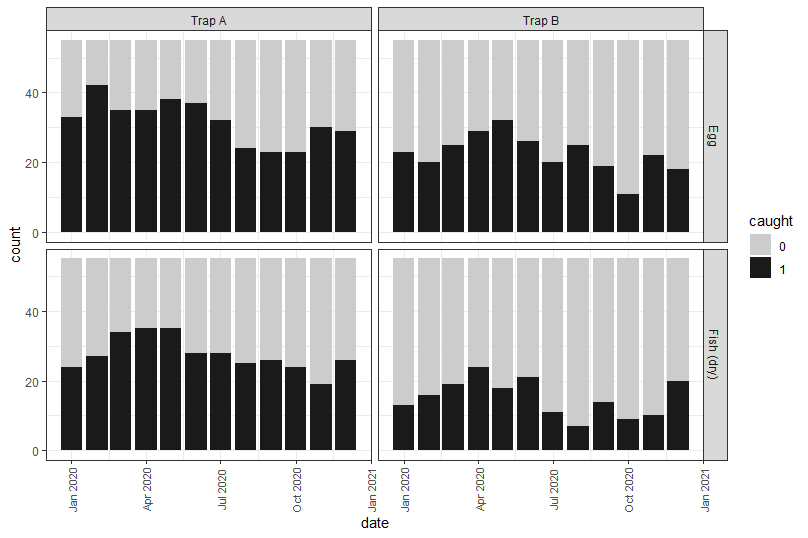 Trap A
Trap B
count
40
20
0
Egg
40
20
0
Fish (dry)
Jan 2020
Apr 2020
Jul 2020
Oct 2020
Jan 2021
Jan 2020
Apr 2020
Jul 2020
Oct 2020
Jan 2021
date
caught
0
1